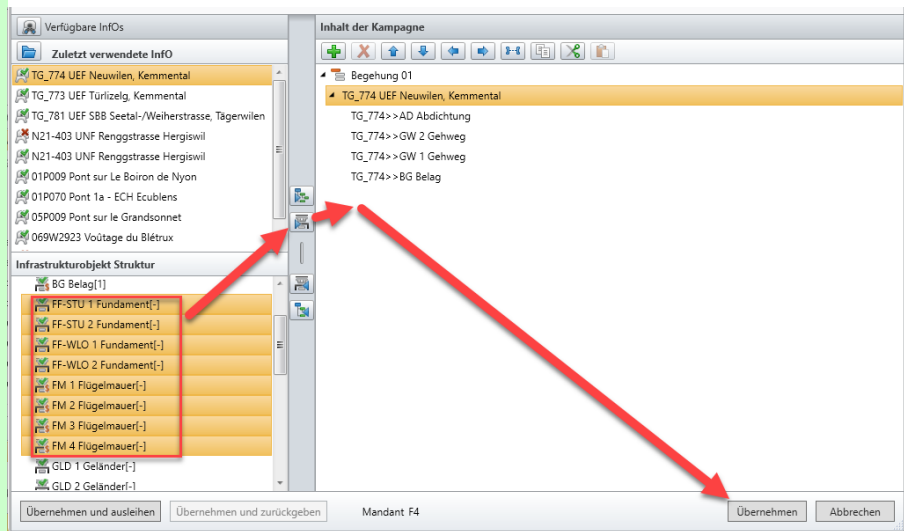 Verfügbare InfOs
Zuletzt verwendete InfO
TG_774 UEF Neuwilen, Kemmental
TG_773 UEF Türlizelg, Kemmental
TG_781 UEF SBB Seetal-/Weiherstrasse, Tägerwilen
N21-403 UNF Renggstrasse Hergiswil
N21-403 UNF Renggstrasse Hergiswil
01P009 Pont sur Le Boiron de Nyon
01P070 Pont 1a - ECH Ecublens
05P009 Pont sur le Grandsonnet
069W2923 Voûtage du Blétrux
Infrastrukturobjekt Struktur
BG Belag[1]
FF-STU 1 Fundament[-]
FF-STU 2 Fundament[-]
FF-WLO 1 Fundament[-]
FF-WLO 2 Fundament[-]
FM 1 Flügelmauer[-]
FM 2 Flügelmauer[-]
FM 3 Flügelmauer[-]
FM 4 Flügelmauer[-]
GLD 1 Geländer[-]
GLD 2 Geländer[-]
Inhalt der Kampagne
Begehung 01
TG_774 UEF Neuwilen, Kemmental
TG_774>>AD Abdichtung
TG_774>>GW 2 Gehweg
TG_774>>GW 1 Gehweg
TG_774>>BG Belag
Übernehmen und ausleihen
Übernehmen und zurückgeben
Mandant F4
Übernehmen
Abbrechen